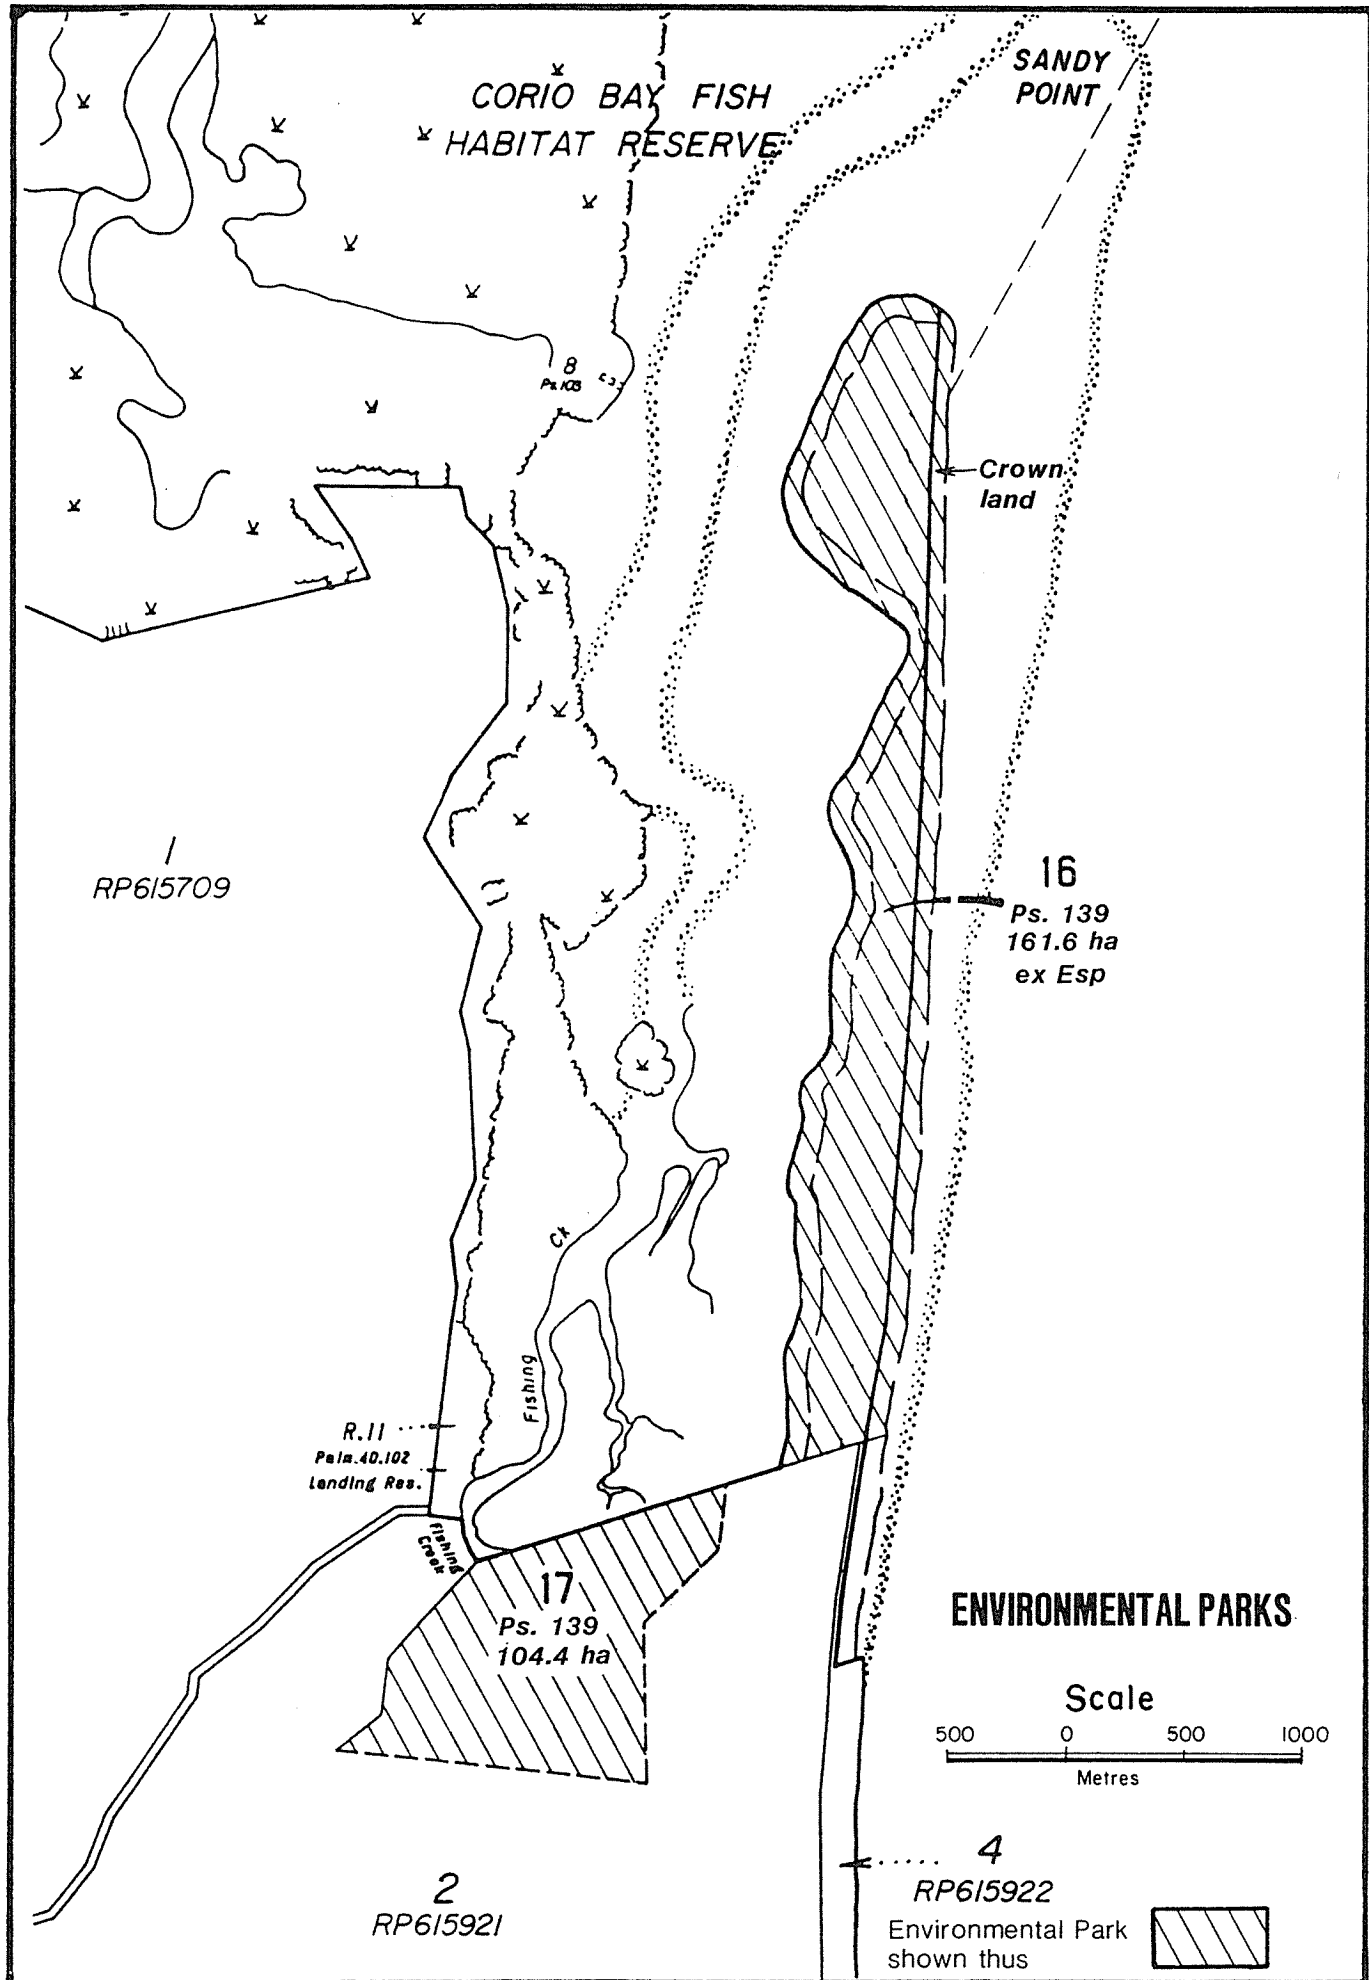 SANDY
POINT
CORIO BAY FISH
HABITAT RESERVE
8
Ps.103
Crown
land
1
RP615709
16
Ps. 139
161.6 ha
ex Esp
Ck
Fishing
R.11
Landing Res.
Fishing
Creek
17
Ps. 139
104.4 ha
ENVIRONMENTAL PARKS
Scale
500 0 500 1000
Metres
4
RP615922
2
RP615921
Environmental Park
shown thus